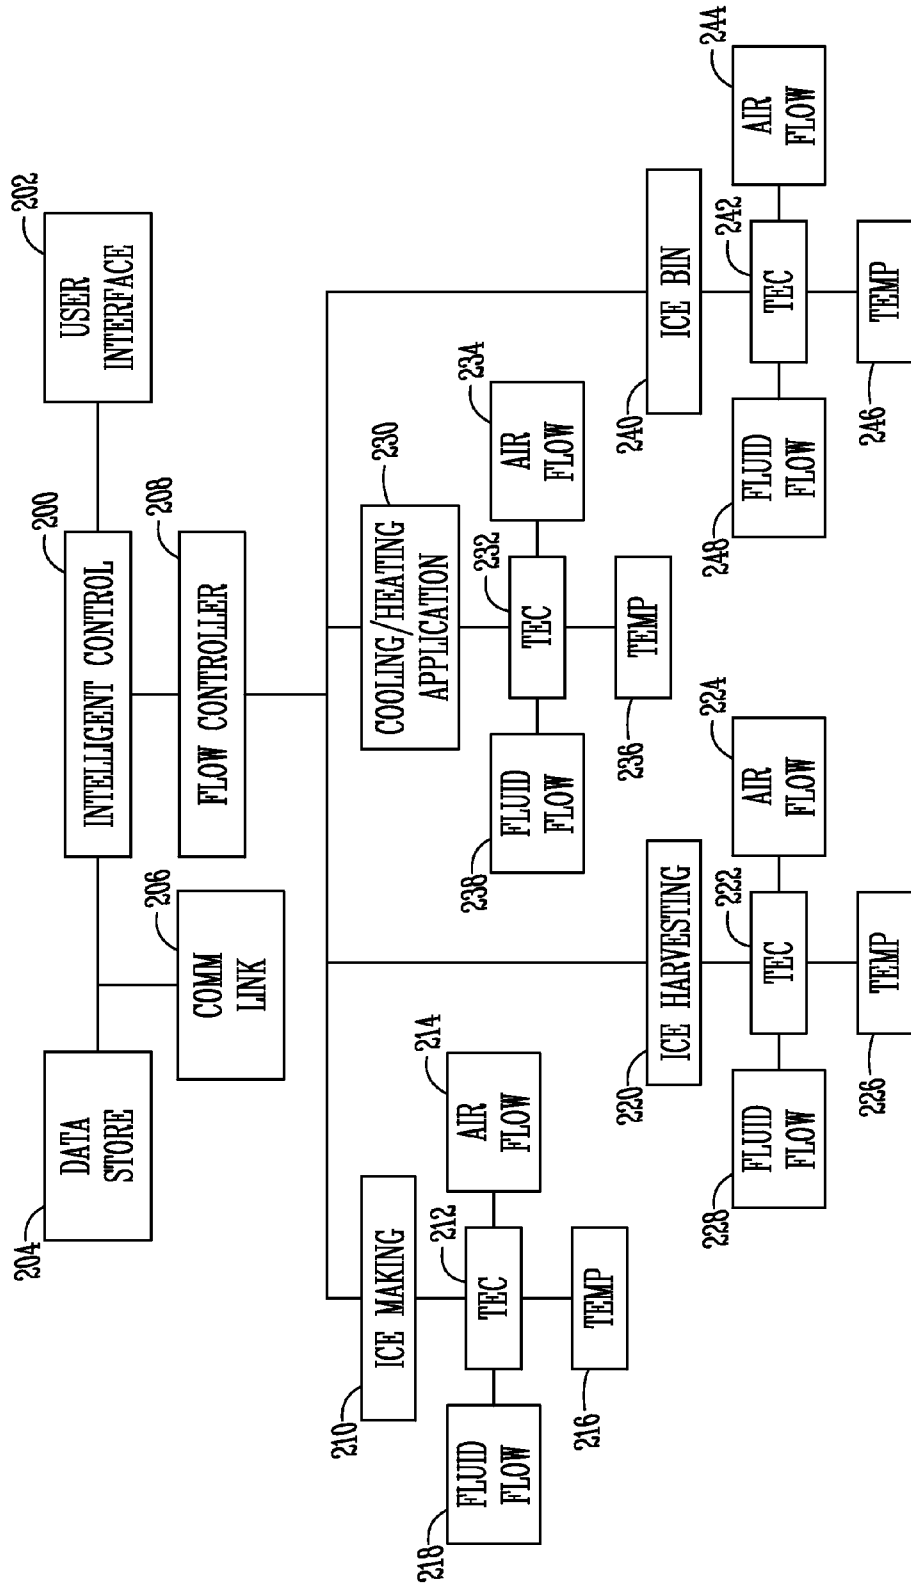 204
DATA
STORE
206
COMM
LINK
200
INTELLIGENT CONTROL
202
USER
INTERFACE
208
FLOW CONTROLLER
210
ICE MAKING
212
TEC
214
AIR
FLOW
216
TEMP
218
FLUID
FLOW
220
ICE HARVESTING
222
TEC
224
AIR
FLOW
226
TEMP
228
FLUID
FLOW
230
COOLING/HEATING
APPLICATION
232
TEC
234
AIR
FLOW
236
TEMP
238
FLUID
FLOW
240
ICE BIN
242
TEC
244
AIR
FLOW
246
TEMP
248
FLUID
FLOW